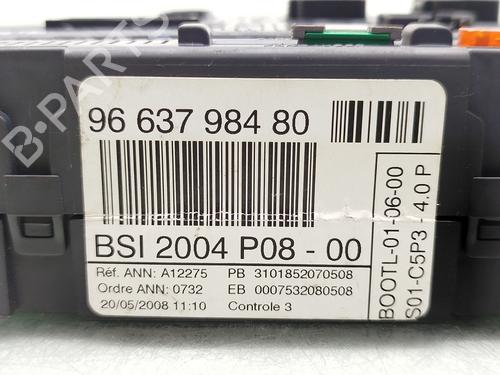 96 637 984 80
BSI 2004 P08 - 00
Réf. ANN: A12275 PB 3101852070508
Ordre ANN: 0732 EB 0007532080508
20/05/2008 11:10 Controle 3
BOOTL-01-06-00
S01-C5P3 - 4.0 P
B-PARTS